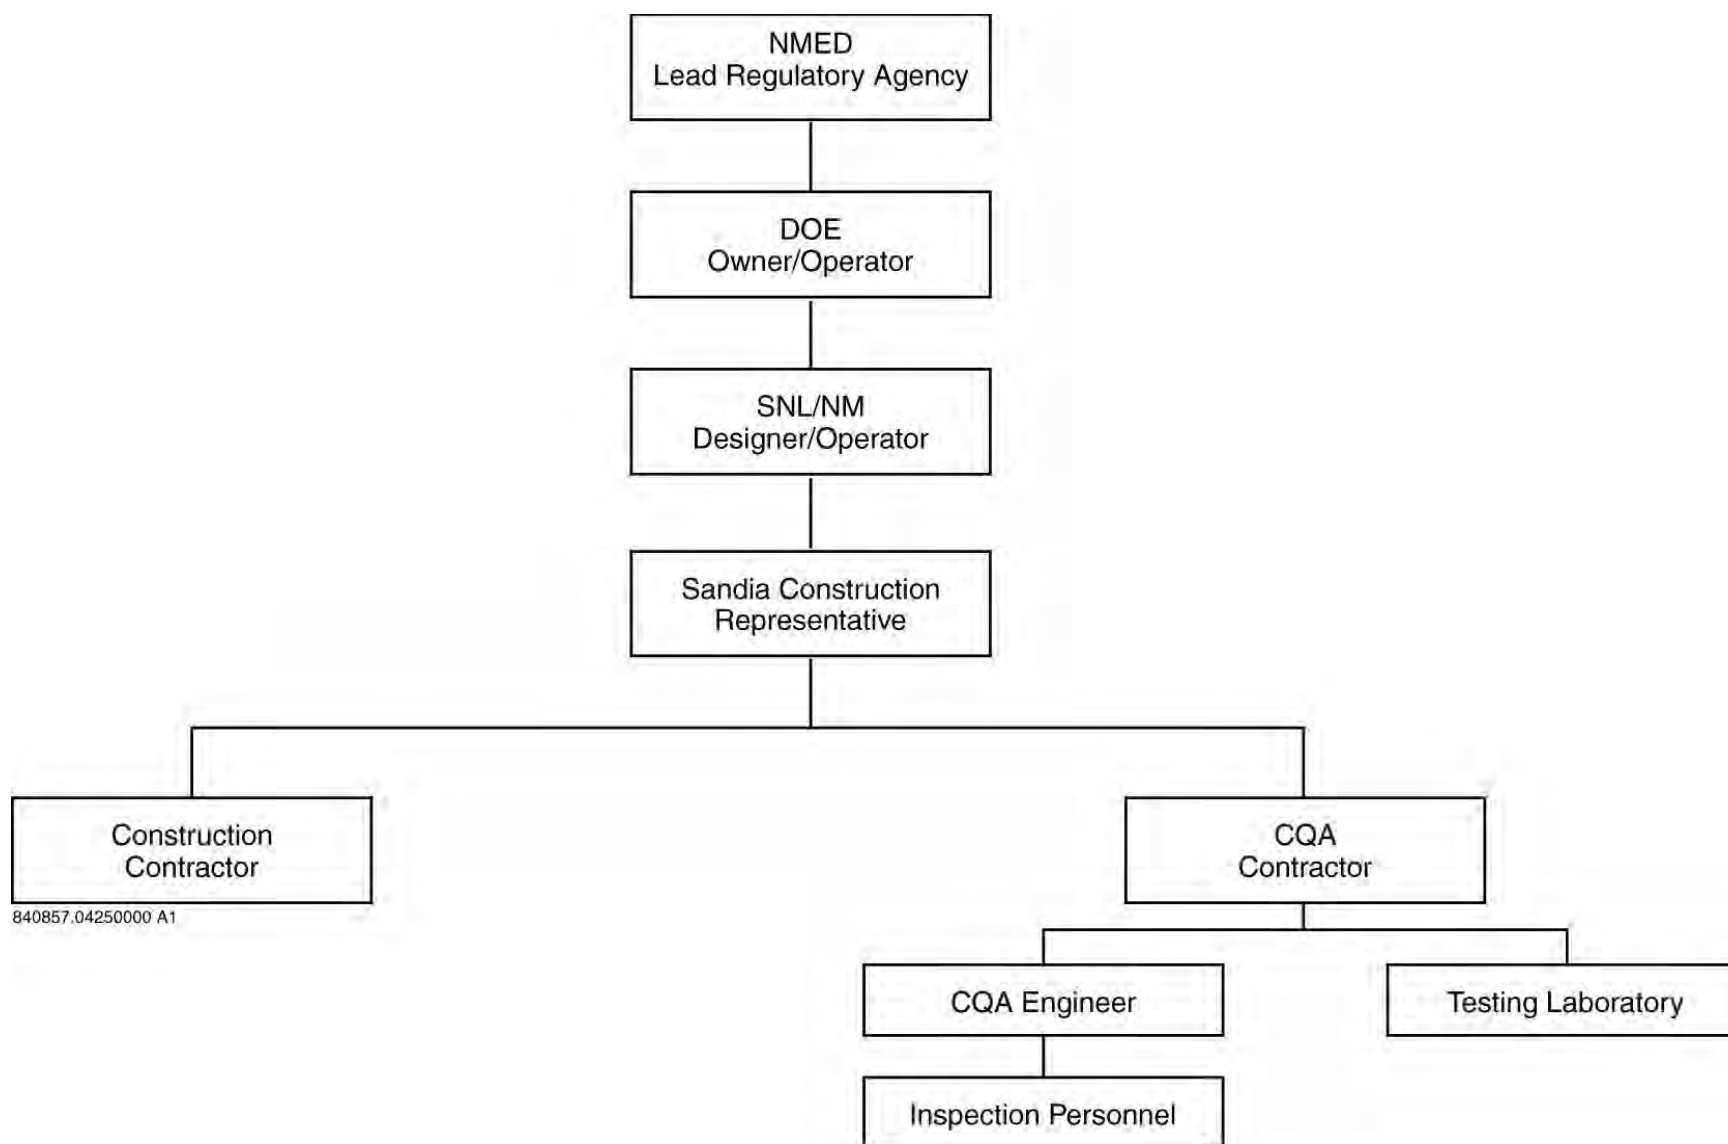 NMED
Lead Regulatory Agency
DOE
Owner/Operator
SNL/NM
Designer/Operator
Sandia Construction
Representative
Construction
Contractor
CQA
Contractor
840857.04250000 A1
CQA Engineer
Testing Laboratory
Inspection Personnel